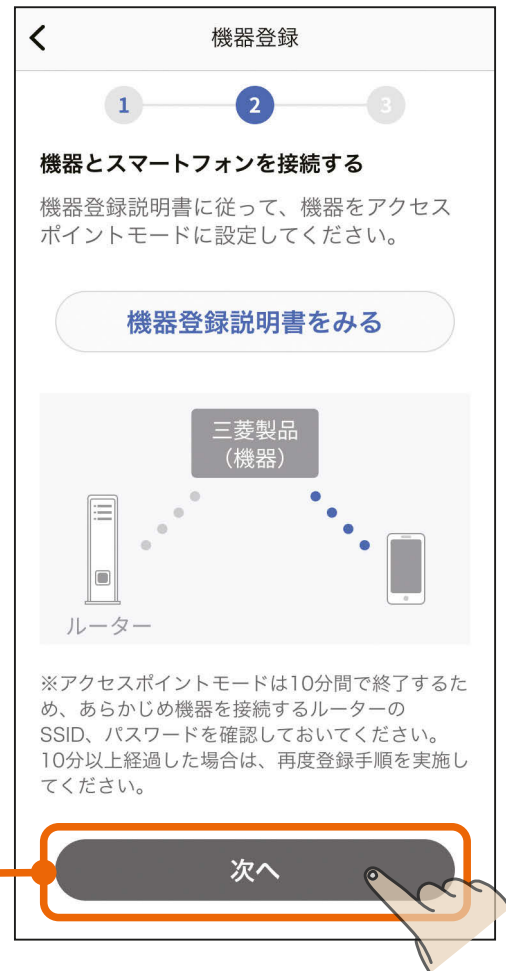 機器登録
1
2
3
機器とスマートフォンを接続する
機器登録説明書に従って、機器をアクセス
ポイントモードに設定してください。
機器登録説明書をみる
三菱製品
（機器）
ルーター
※アクセスポイントモードは10分間で終了するた
め、あらかじめ機器を接続するルーターの
SSID、パスワードを確認しておいてください。
10分以上経過した場合は、再度登録手順を実施し
てください。
次へ